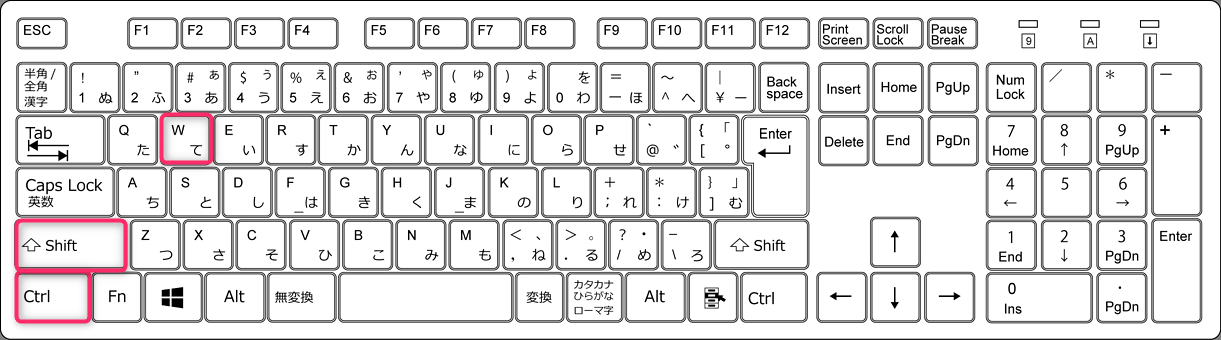 ESC F1 F2 F3 F4 F5 F6 F7 F8 F9 F10 F11 F12 Print Screen Scroll Lock Pause Break 9 A
半角/全角 漢字 ! 1 ぬ " 2 ふ # ぁ 3 あ $ ぅ 4 う % ぇ 5 え & ぉ 6 お ' ゃ 7 や ( ゅ 8 ゆ ) ょ 9 よ を 0 わ = ー ほ ～ ^ へ | ¥ ー Back space Insert Home PgUp Num Lock ／ * ー
Tab Q た W て E い R す T か Y ん U な I に O ら P せ ` @ ゛ { 「 [ ° Enter Delete End PgDn 7 Home 8 ↑ 9 PgUp +
Caps Lock 英数 A ち S と D し F _は G き H く J _ま K の L り + ; れ * : け } 」 ] む 4 ← 5 6 →
Shift Z つ X さ C そ V ひ B こ N み M も < 、 , ね > 。 . る ? ・ / め _ \ ろ Shift ↑ 1 End 2 ↓ 3 PgDn Enter
Ctrl Fn Alt 無変換 変換 カタカナ ひらがな ローマ字 Alt Ctrl ← ↓ → 0 Ins . PgDn